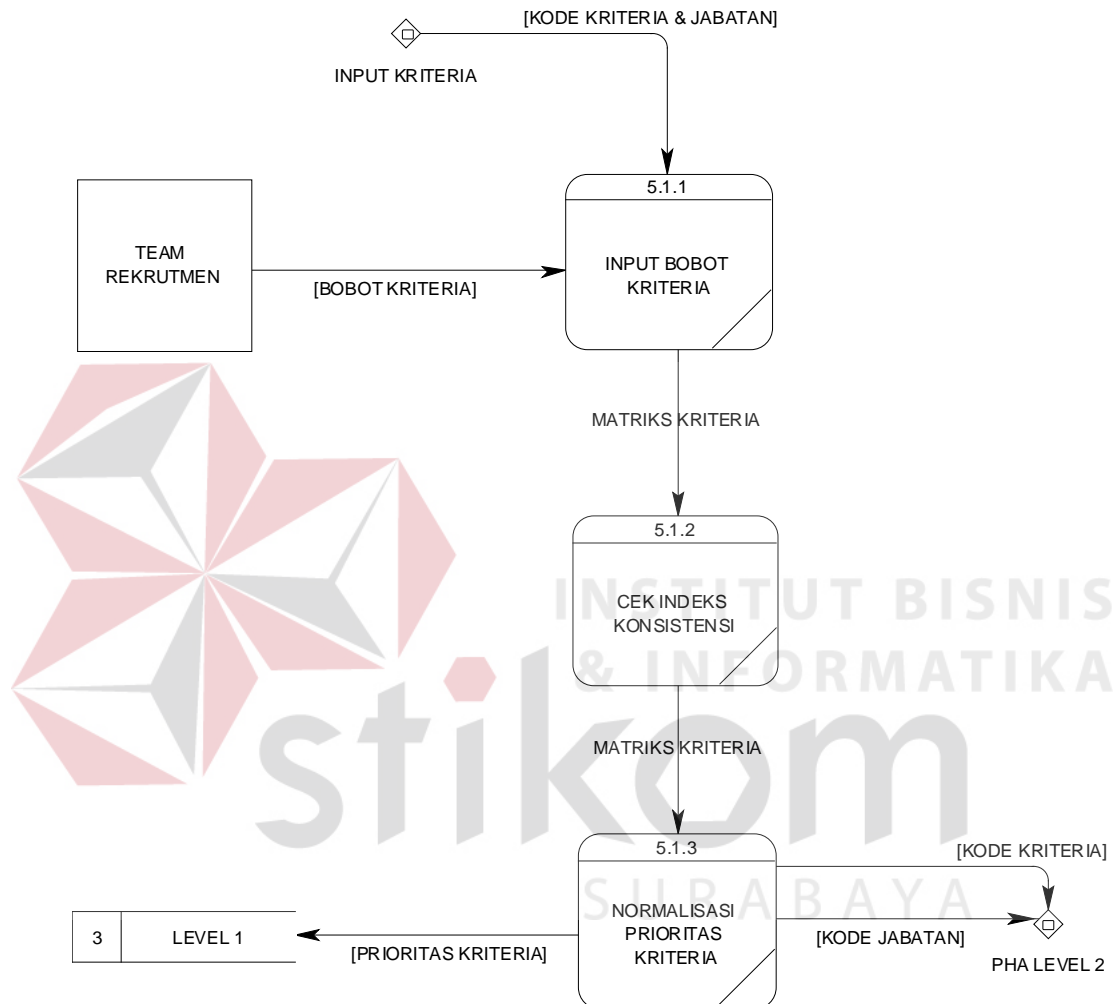 [KODE KRITERIA & JABATAN]
INPUT KRITERIA
5.1.1
TEAM
REKRUTMEN
INPUT BOBOT
KRITERIA
[BOBOT KRITERIA]
MATRIKS KRITERIA
5.1.2
CEK INDEKS
KONSISTENSI
INSTITUT BISNIS
& INFORMATIKA
stikom
SURABAYA
MATRIKS KRITERIA
5.1.3
[KODE KRITERIA]
NORMALISASI
PRIORITAS
KRITERIA
3
LEVEL 1
[PRIORITAS KRITERIA]
[KODE JABATAN]
PHA LEVEL 2